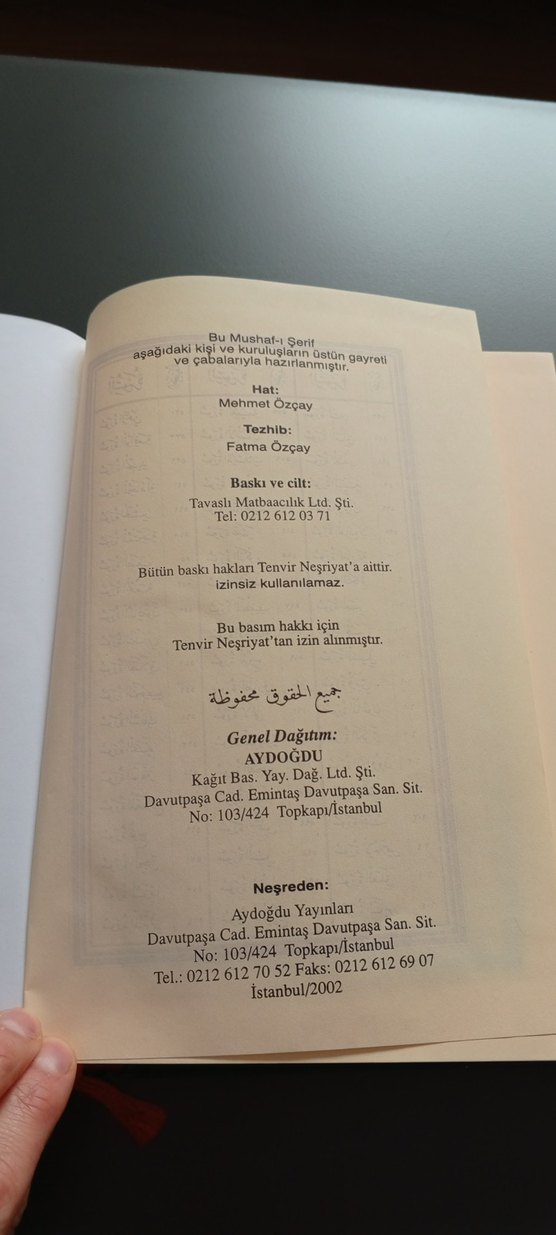 Bu Mushaf-ı Şerif
aşağıdaki kişi ve kuruluşların üstün gayreti
ve çabalarıyla hazırlanmıştır.
Hat:
Mehmet Özçay
Tezhib:
Fatma Özçay
Baskı ve cilt:
Tavaslı Matbaacılık Ltd. Şti.
Tel: 0212 612 03 71
Bütün baskı hakları Tenvir Neşriyat'a aittir.
izinsiz kullanılamaz.
Bu basım hakkı için
Tenvir Neşriyat'tan izin alınmıştır.
جميع الحقوق محفوظة
Genel Dağıtım:
AYDOĞDU
Kağıt Bas. Yay. Dağ. Ltd. Şti.
Davutpaşa Cad. Emintaş Davutpaşa San. Sit.
No: 103/424 Topkapı/İstanbul
Neşreden:
Aydoğdu Yayınları
Davutpaşa Cad. Emintaş Davutpaşa San. Sit.
No: 103/424 Topkapı/İstanbul
Tel.: 0212 612 70 52 Faks: 0212 612 69 07
İstanbul/2002